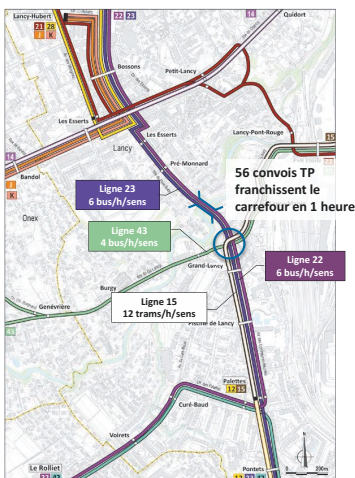 Lancy-Hubert
21 28
J K
22 23
14
Quidort
Bossons
Petit-Lancy
Les Esserts
Les Esserts
Lancy-Pont-Rouge
15
Lancy
14
Bandol
J
K
Pré-Monnard
Onex
56 convois TP
franchissent le
carrefour en 1 heure
Ligne 23
6 bus/h/sens
Ligne 43
4 bus/h/sens
Grand-Lancy
Ligne 22
6 bus/h/sens
Burgy
Genévrière
Ligne 15
12 trams/h/sens
Piscine de Lancy
43
Palettes
12 15
Curé-Baud
Voirets
Le Rolliet
Pontets
N
0 200m